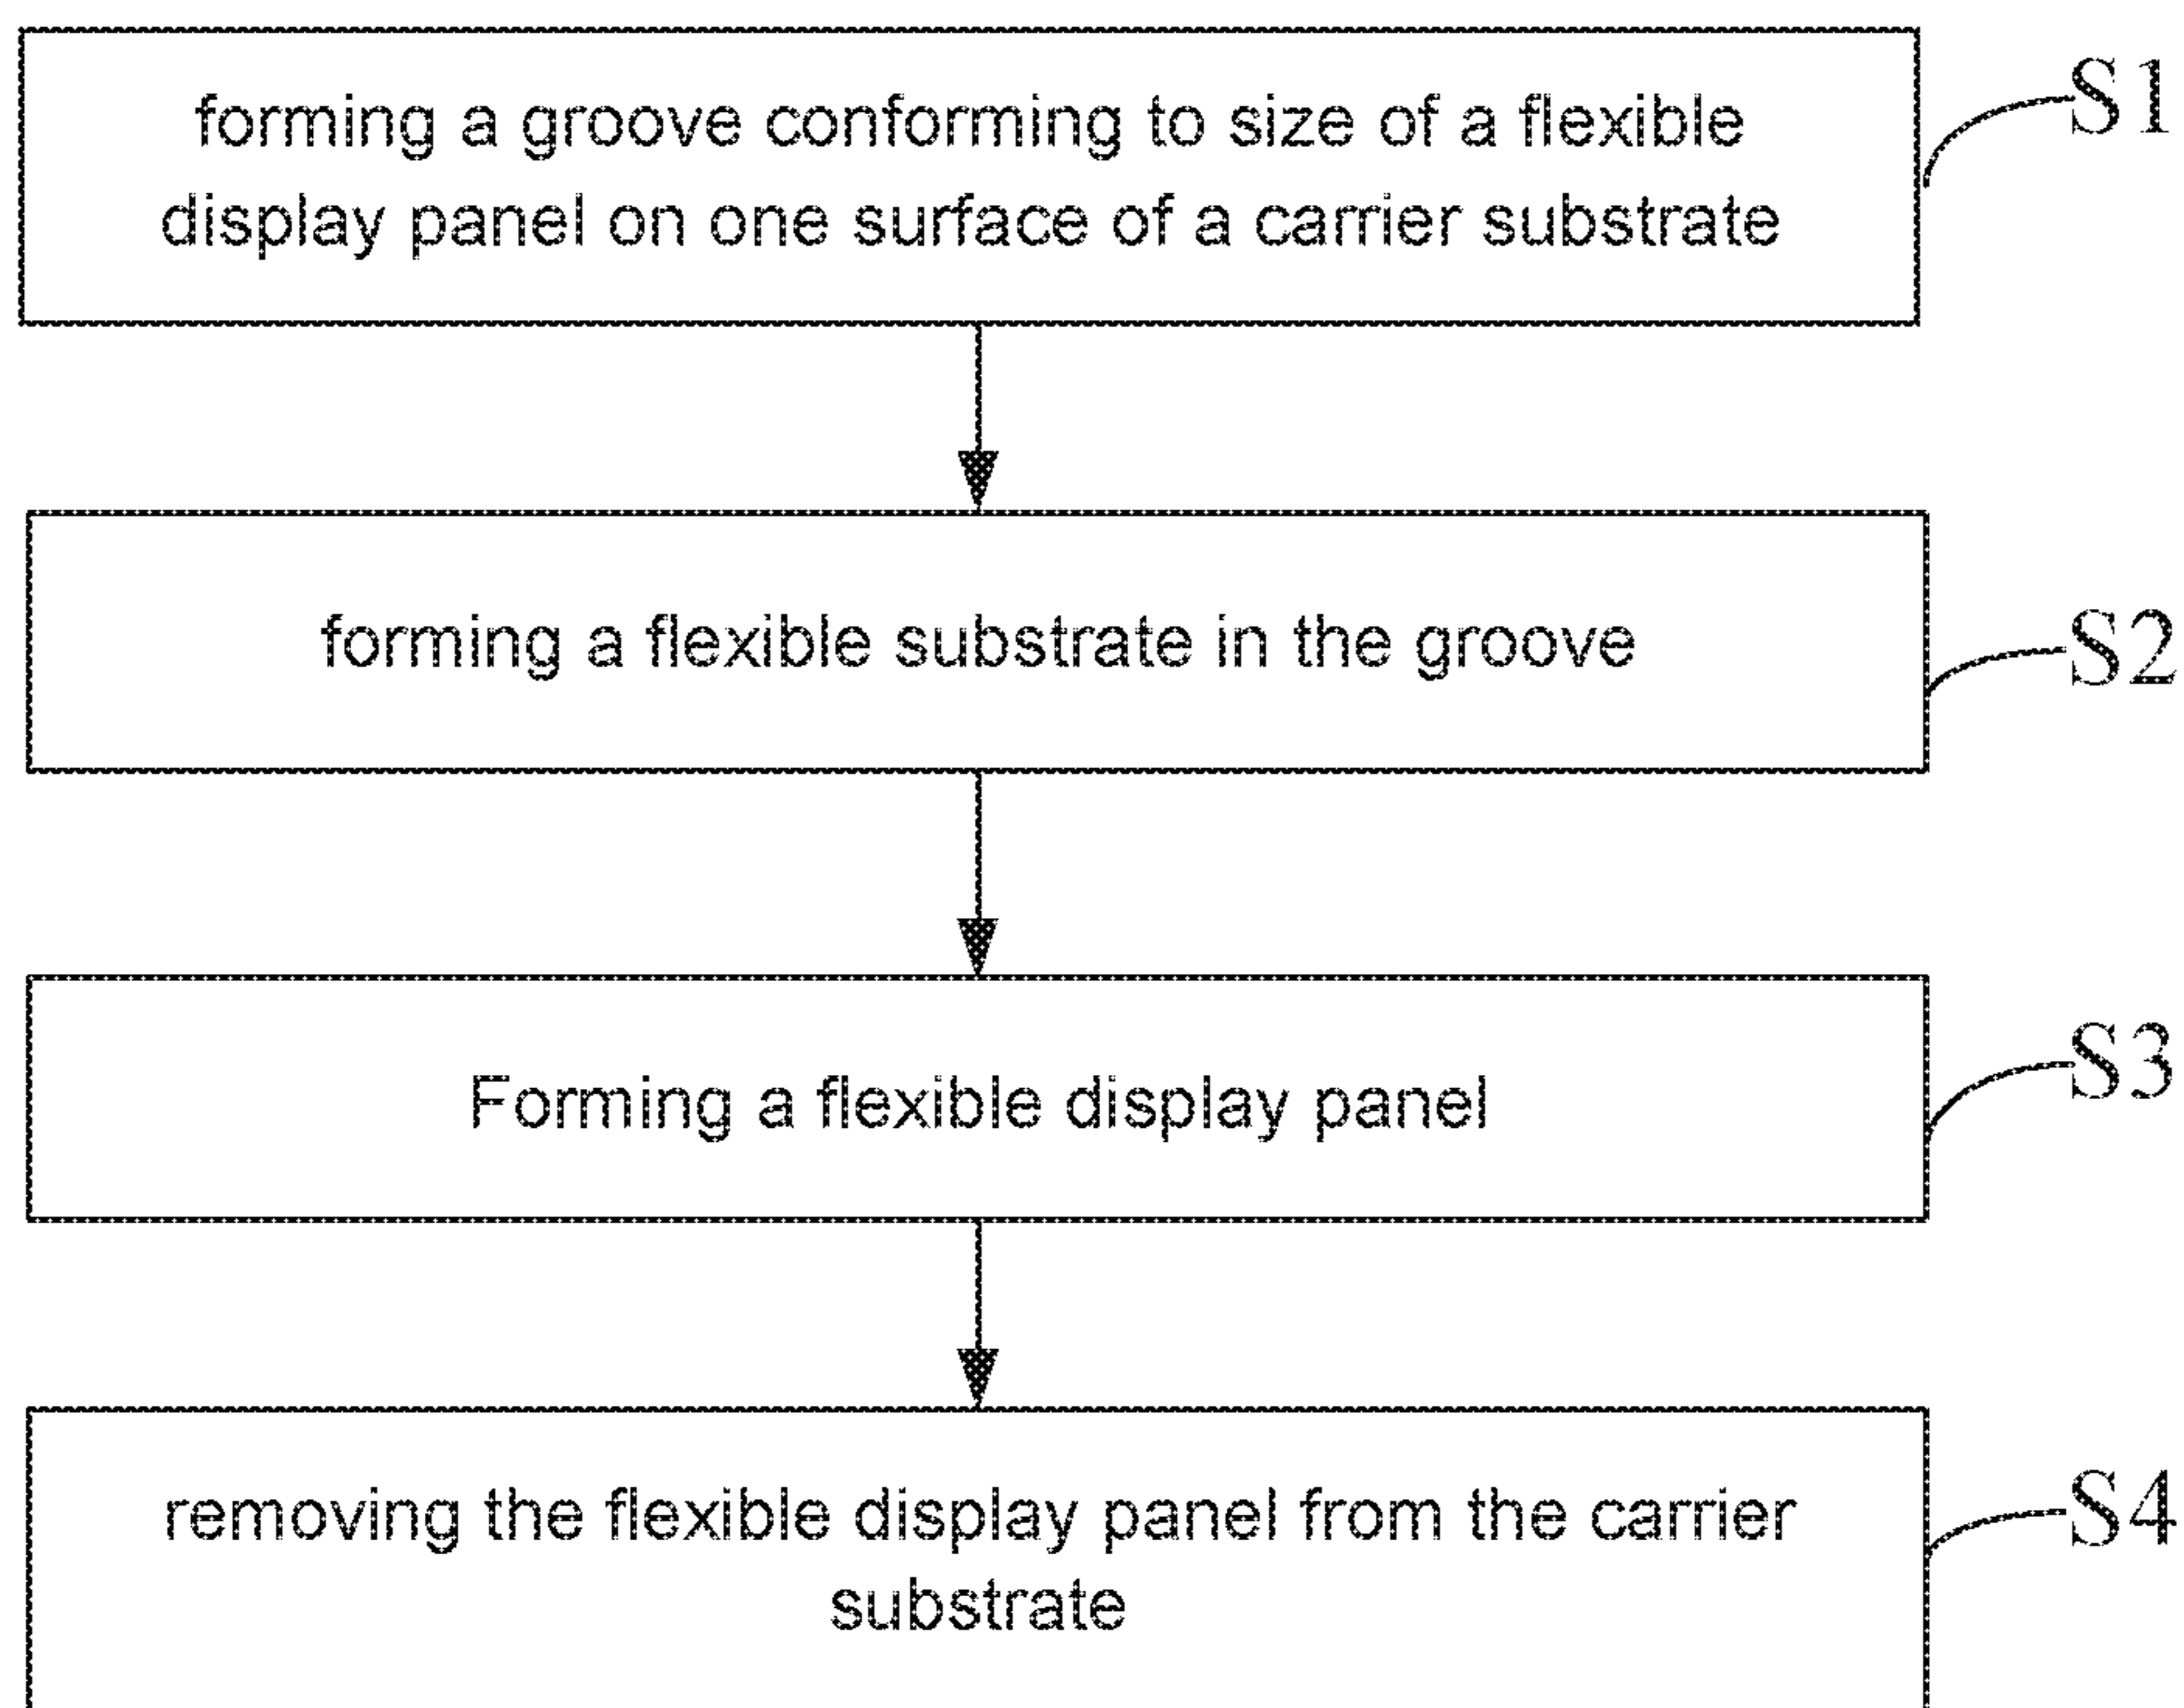 forming a groove conforming to size of a flexible
display panel on one surface of a carrier substrate
S1
forming a flexible substrate in the groove
S2
Forming a flexible display panel
S3
removing the flexible display panel from the carrier
substrate
S4